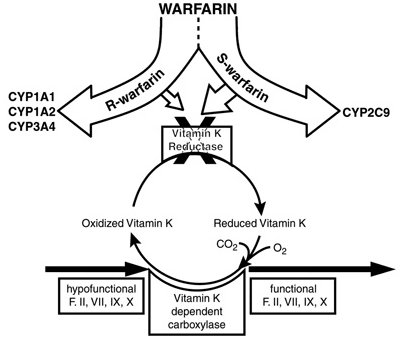 WARFARIN
R-warfarin
S-warfarin
CYP1A1
CYP1A2
CYP3A4
CYP2C9
Vitamin K
Reductase
Oxidized Vitamin K
Reduced Vitamin K
CO2
O2
hypofunctional
F. II, VII, IX, X
Vitamin K
dependent
carboxylase
functional
F. II, VII, IX, X